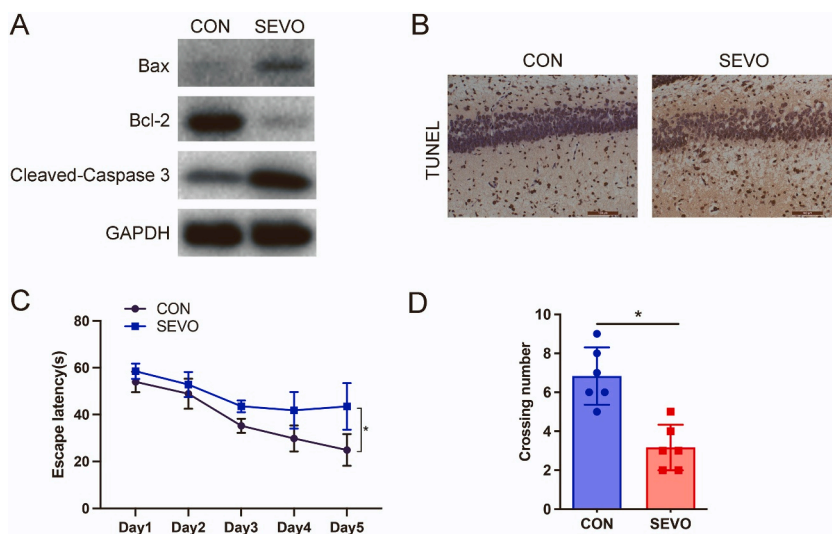 A
CON SEVO
Bax
Bcl-2
Cleaved-Caspase 3
GAPDH
B
CON SEVO
TUNEL
C
CON
SEVO
Escape latency(s)
80
60
40
20
0
*
Day1 Day2 Day3 Day4 Day5
D
Crossing number
10
8
6
4
2
0
*
CON SEVO